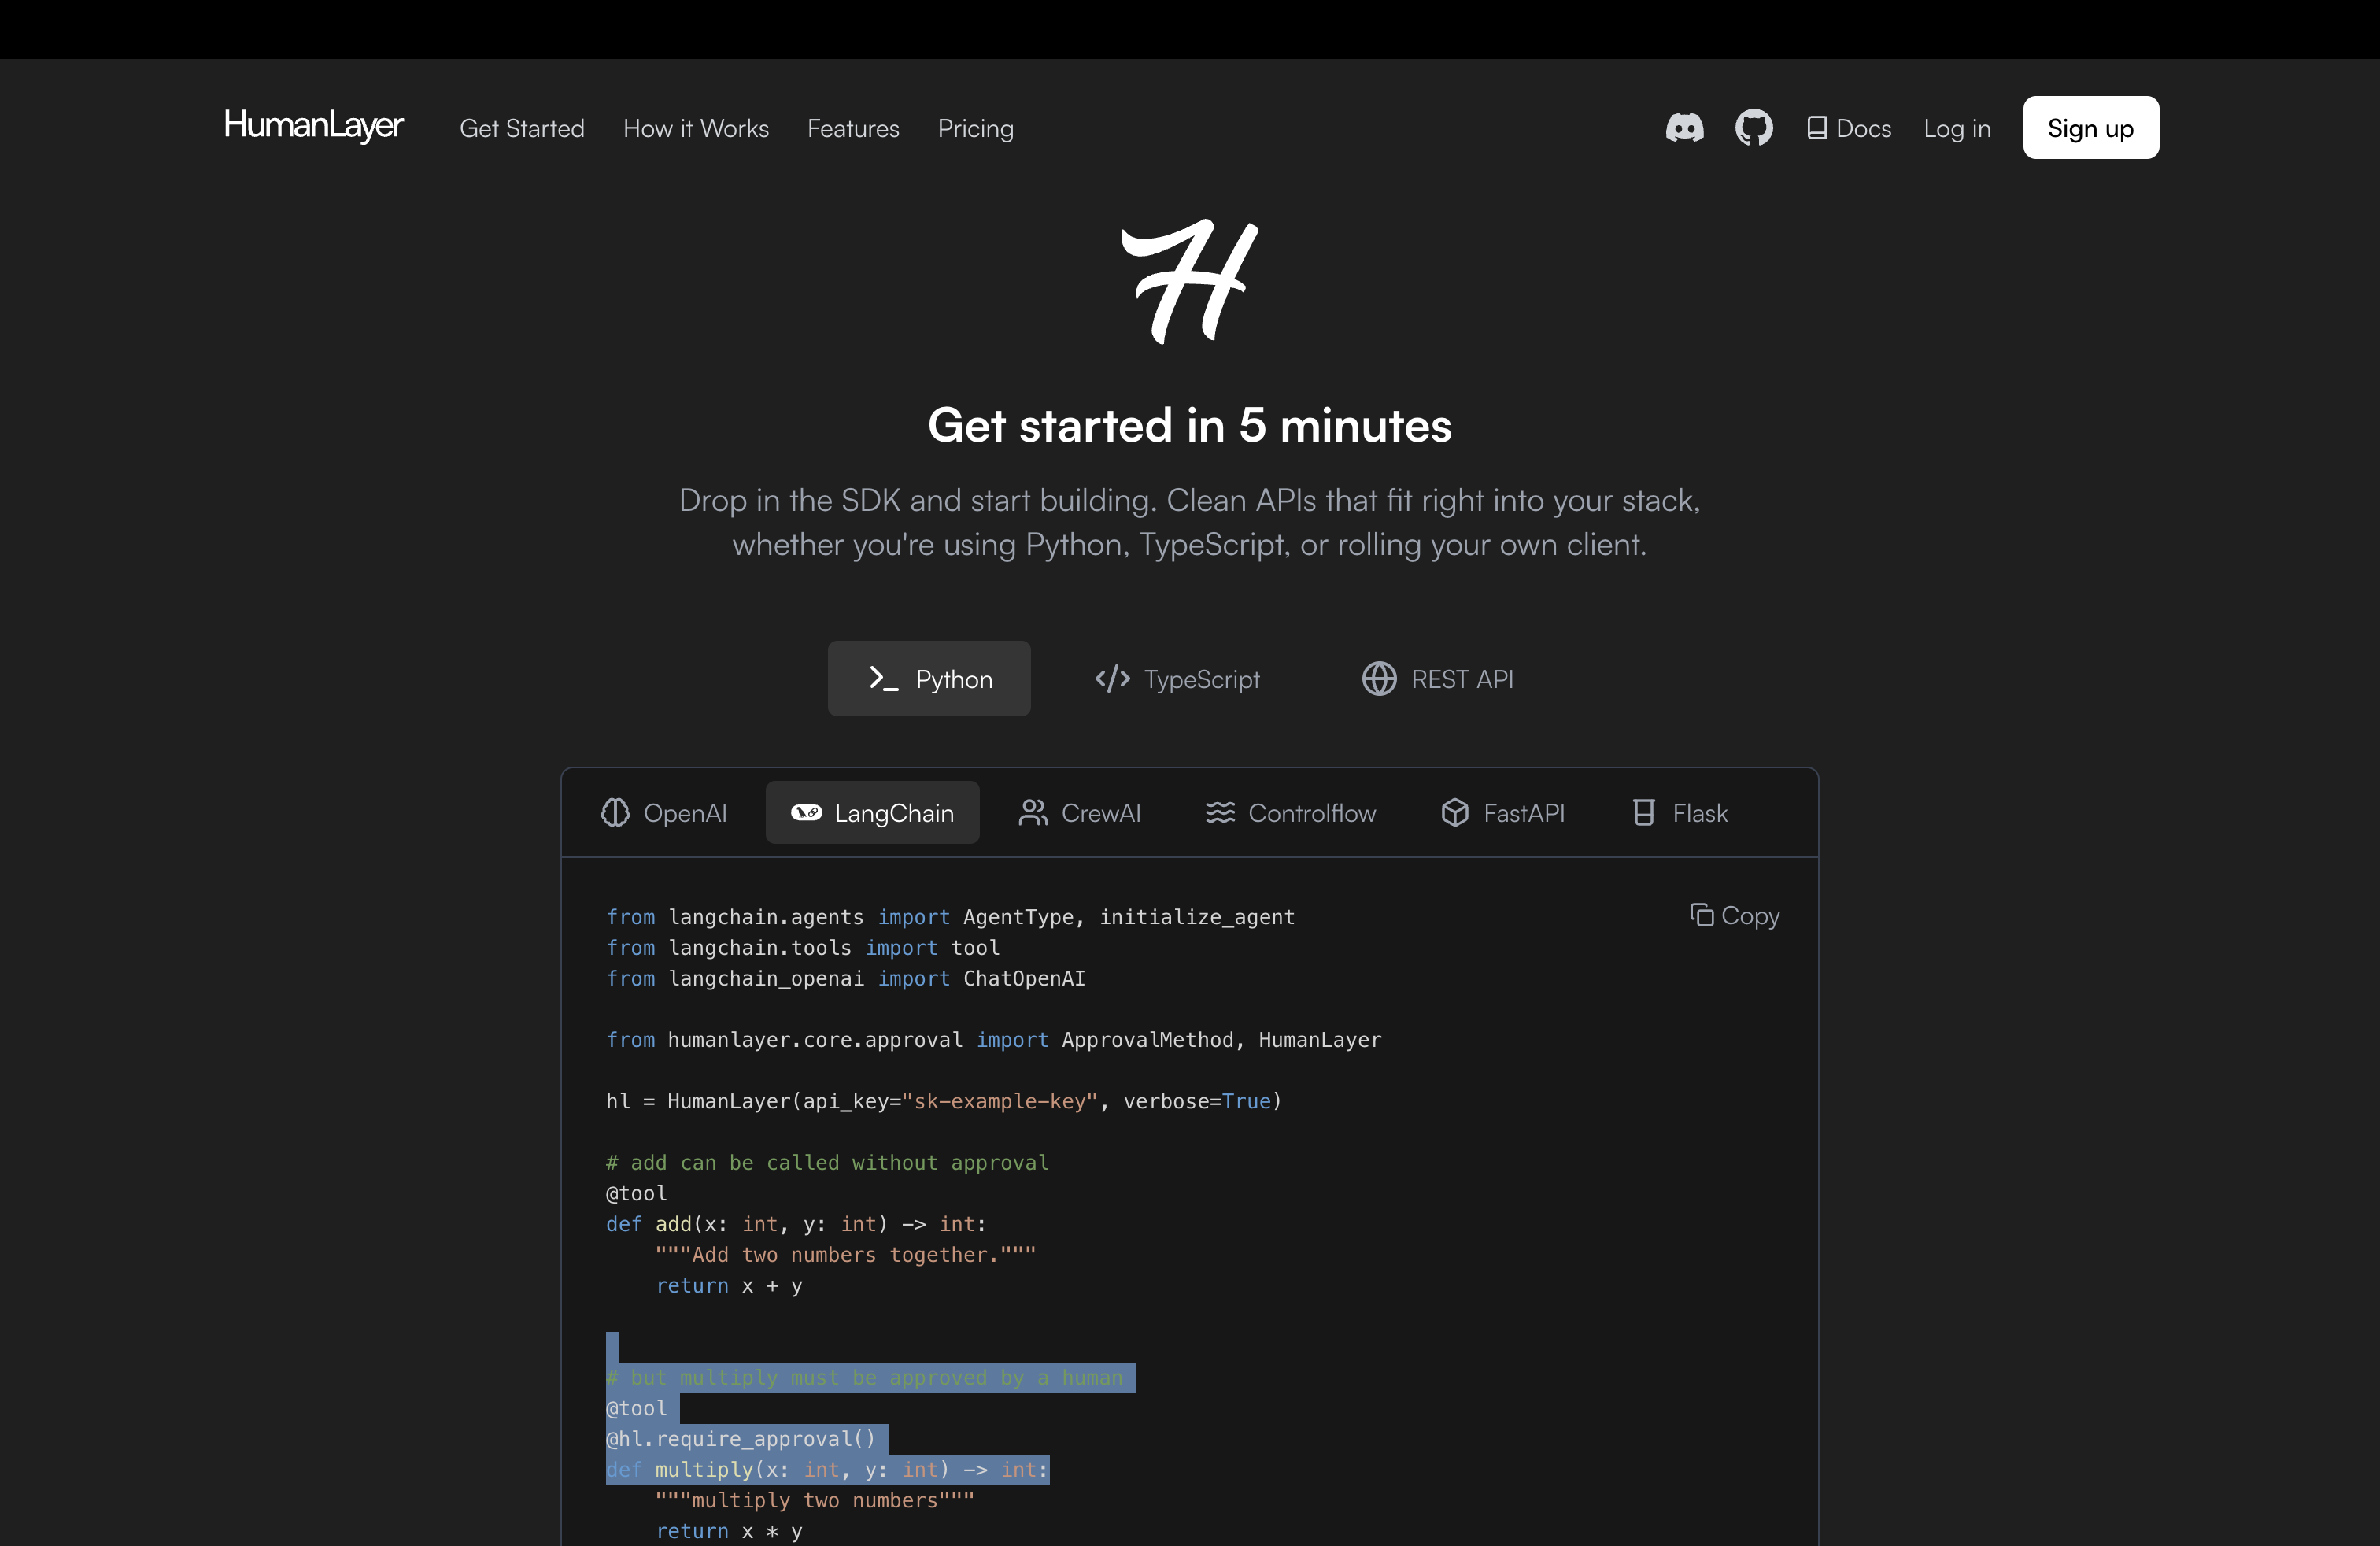 HumanLayer Get Started How it Works Features Pricing Docs Log in Sign up
Get started in 5 minutes
Drop in the SDK and start building. Clean APIs that fit right into your stack,
whether you're using Python, TypeScript, or rolling your own client.
Python TypeScript REST API
OpenAI LangChain CrewAI Controlflow FastAPI Flask
Copy
from langchain.agents import AgentType, initialize_agent
from langchain.tools import tool
from langchain_openai import ChatOpenAI
from humanlayer.core.approval import ApprovalMethod, HumanLayer
hl = HumanLayer(api_key="sk-example-key", verbose=True)
# add can be called without approval
@tool
def add(x: int, y: int) -> int:
    """Add two numbers together."""
    return x + y
# but multiply must be approved by a human
@tool
@hl.require_approval()
def multiply(x: int, y: int) -> int:
    """multiply two numbers"""
    return x * y